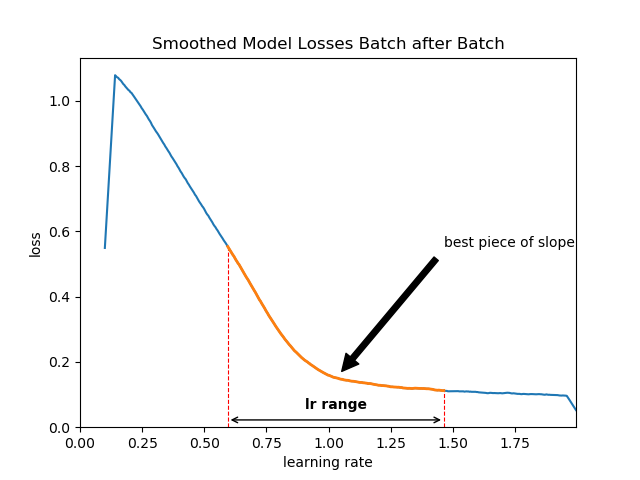 Smoothed Model Losses Batch after Batch
1.0
0.8
0.6
0.4
0.2
0.0
loss
best piece of slope
lr range
0.00 0.25 0.50 0.75 1.00 1.25 1.50 1.75
learning rate